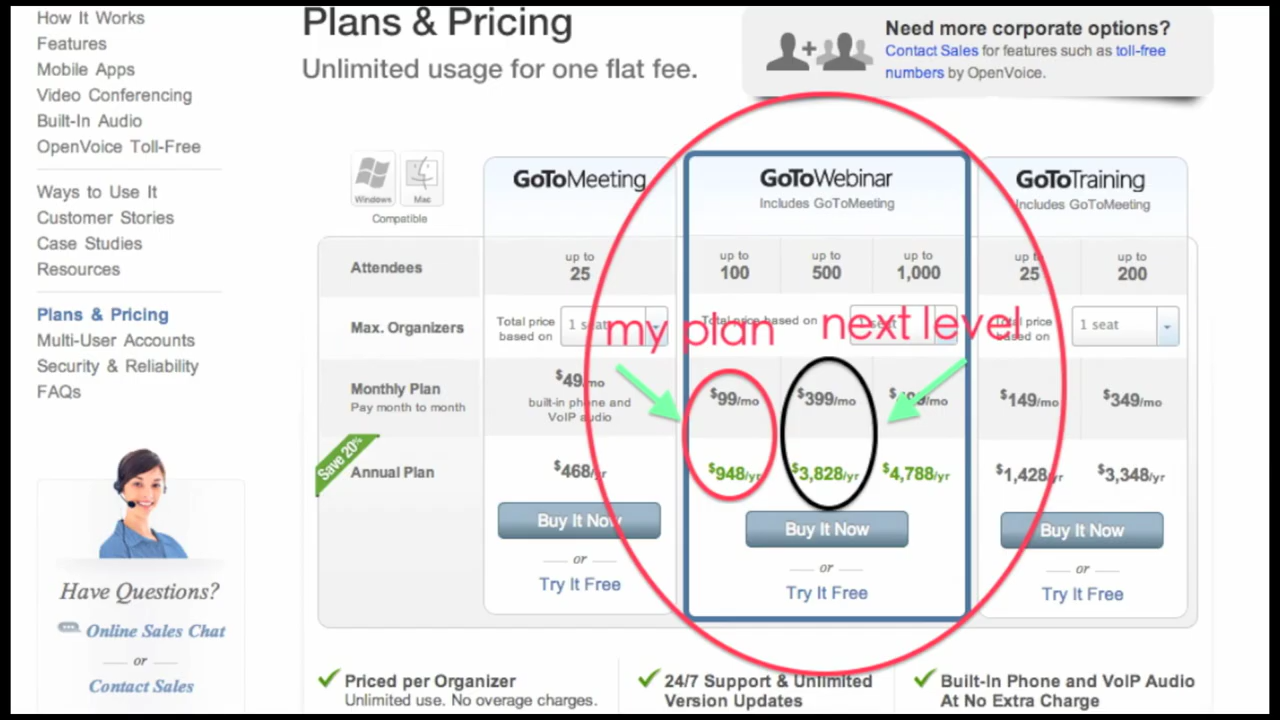 How It Works
Features
Mobile Apps
Video Conferencing
Built-In Audio
OpenVoice Toll-Free
Ways to Use It
Customer Stories
Case Studies
Resources
Plans & Pricing
Multi-User Accounts
Security & Reliability
FAQs
Have Questions?
Online Sales Chat
or
Contact Sales
Plans & Pricing
Unlimited usage for one flat fee.
Need more corporate options?
Contact Sales for features such as toll-free
numbers by OpenVoice.
Windows Mac
Compatible
GoToMeeting
GoToWebinar
Includes GoToMeeting
GoToTraining
Includes GoToMeeting
Attendees
up to 25
up to 100
up to 500
up to 1,000
up to 25
up to 200
Max. Organizers
Total price based on
1 seat
Total price based on
seat
price based on
1 seat
my plan
next level
Monthly Plan
Pay month to month
$49/mo
built-in phone and
VoIP audio
$99/mo
$399/mo
/mo
$149/mo
$349/mo
Save 20%
Annual Plan
$468/yr
$948/yr
$3,828/yr
$4,788/yr
$1,428/yr
$3,348/yr
Buy It Now
or
Try It Free
Buy It Now
or
Try It Free
Buy It Now
or
Try It Free
Priced per Organizer
Unlimited use. No overage charges.
24/7 Support & Unlimited
Version Updates
Built-In Phone and VoIP Audio
At No Extra Charge